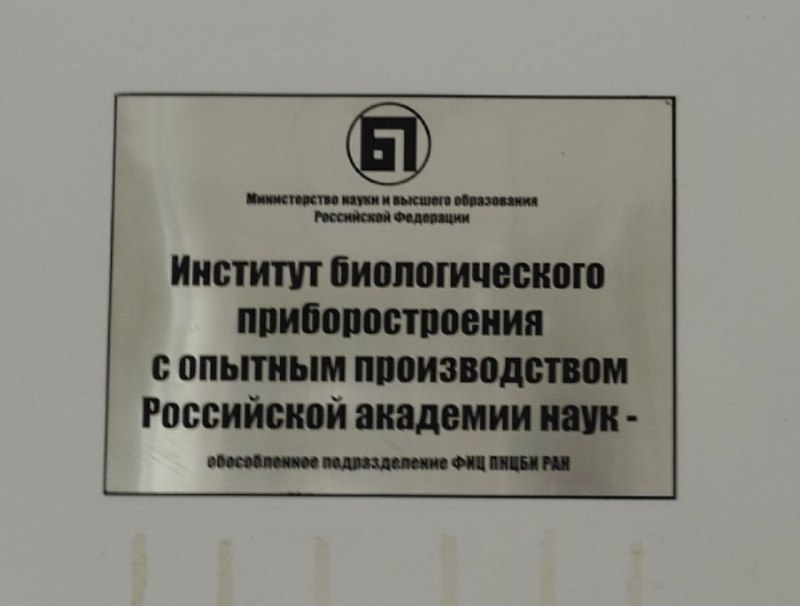 БП
Министерство науки и высшего образования
Российской Федерации
Институт биологического
приборостроения
с опытным производством
Российской академии наук -
обособленное подразделение ФИЦ ПНЦБИ РАН